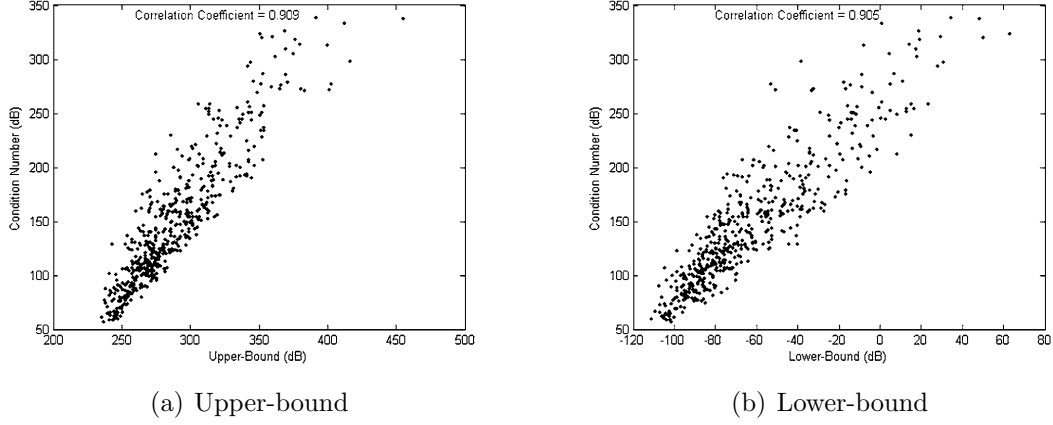 Correlation Coefficient = 0.909
350
300
250
200
150
100
50
Condition Number (dB)
200 250 300 350 400 450 500
Upper-Bound (dB)
(a) Upper-bound
Correlation Coefficient = 0.905
350
300
250
200
150
100
50
Condition Number (dB)
-120 -100 -80 -60 -40 -20 0 20 40 60 80
Lower-Bound (dB)
(b) Lower-bound